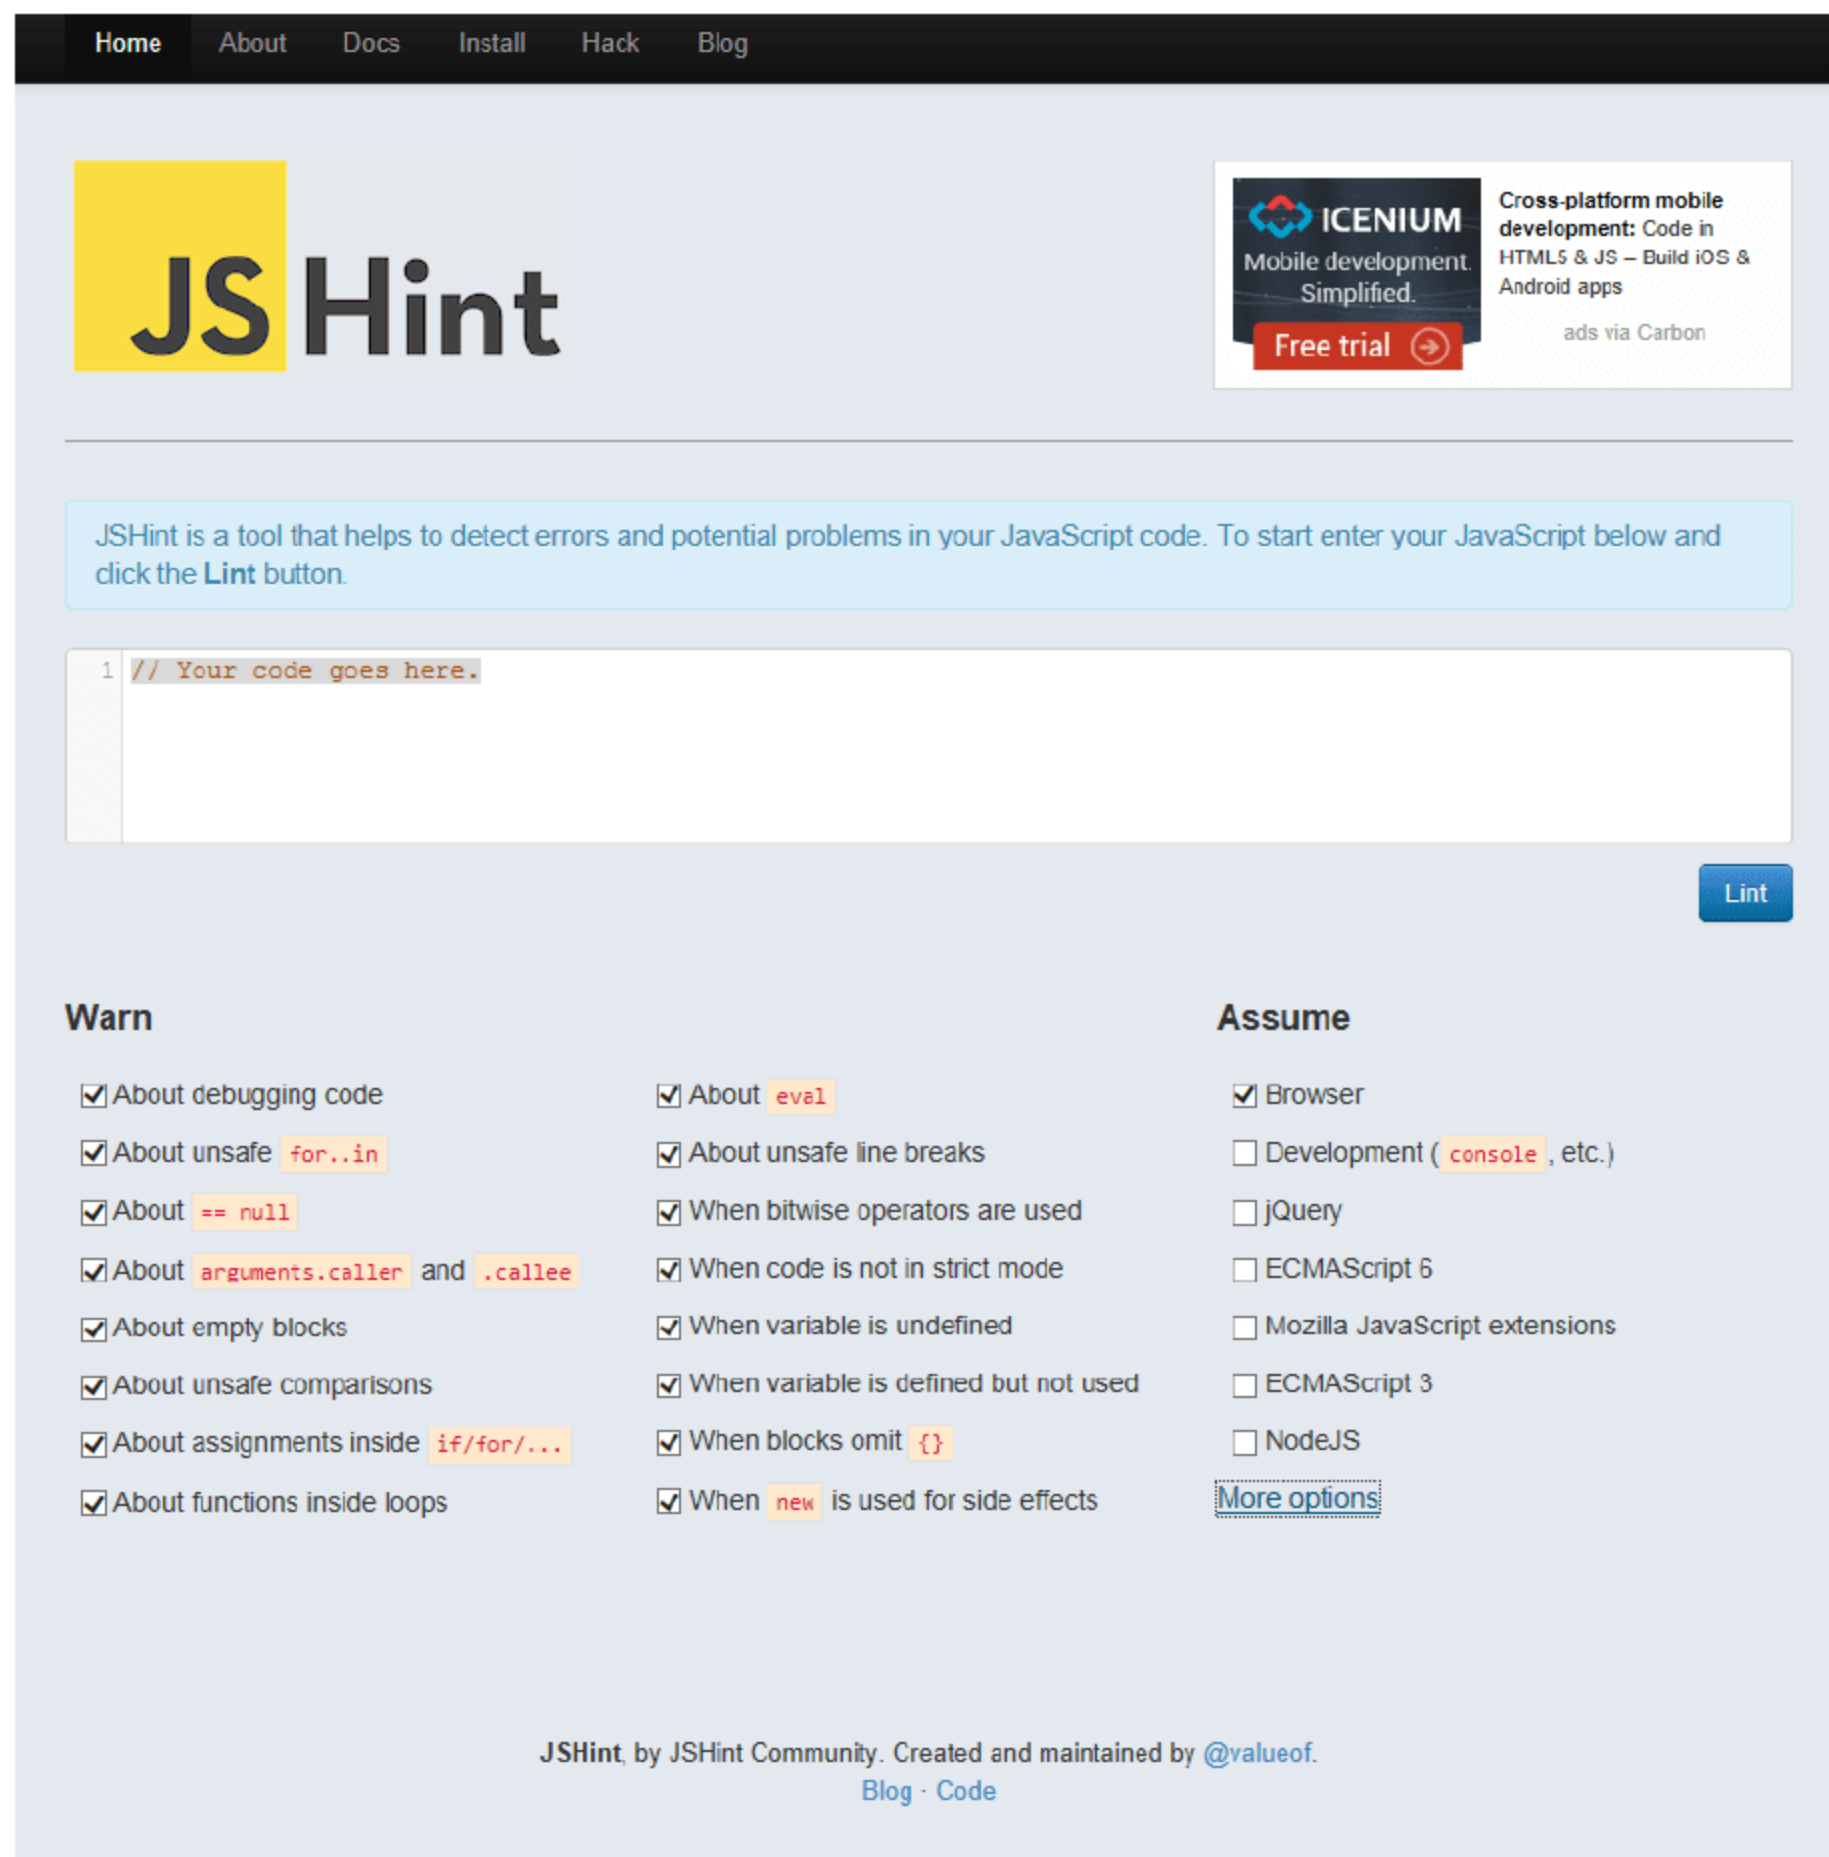 Home About Docs Install Hack Blog
JSHint
ICENIUM
Mobile development.
Simplified.
Free trial
Cross-platform mobile
development: Code in
HTML5 & JS – Build iOS &
Android apps
ads via Carbon
JSHint is a tool that helps to detect errors and potential problems in your JavaScript code. To start enter your JavaScript below and
click the Lint button.
1 // Your code goes here.
Lint
Warn
About debugging code
About unsafe for..in
About == null
About arguments.caller and .callee
About empty blocks
About unsafe comparisons
About assignments inside if/for/...
About functions inside loops
About eval
About unsafe line breaks
When bitwise operators are used
When code is not in strict mode
When variable is undefined
When variable is defined but not used
When blocks omit {}
When new is used for side effects
Assume
Browser
Development ( console , etc.)
jQuery
ECMAScript 6
Mozilla JavaScript extensions
ECMAScript 3
NodeJS
More options
JSHint, by JSHint Community. Created and maintained by @valueof.
Blog · Code